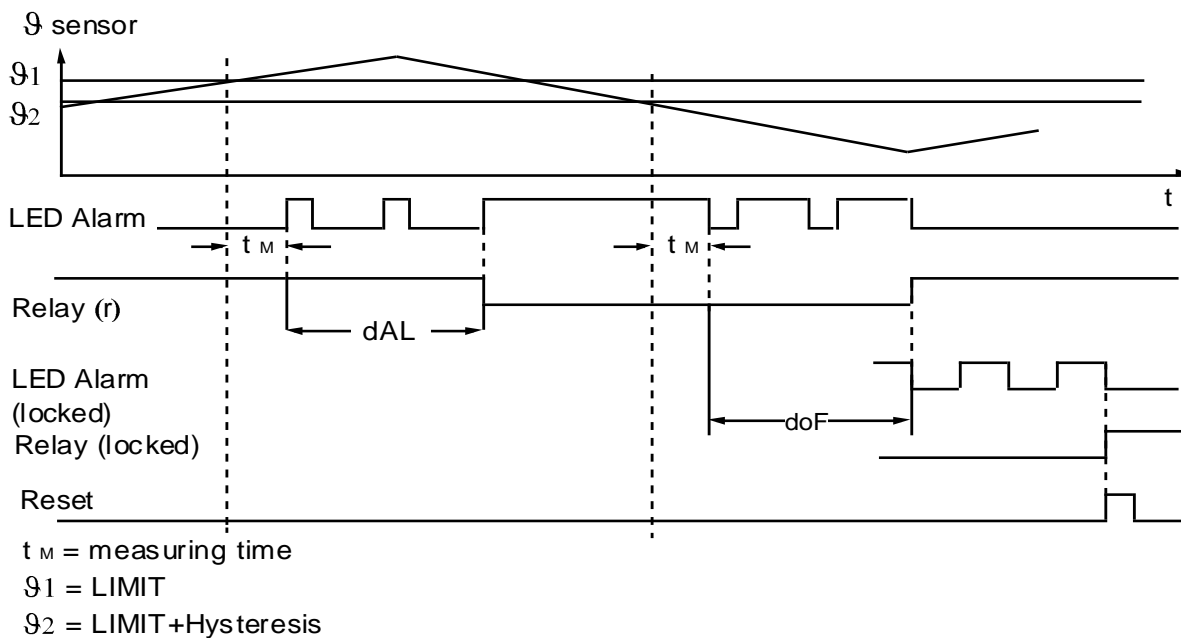 ϑ sensor
ϑ1
ϑ2
t
LED Alarm
t M
t M
Relay (r)
dAL
LED Alarm
(locked)
doF
Relay (locked)
Reset
t M = measuring time
ϑ1 = LIMIT
ϑ2 = LIMIT+Hysteresis